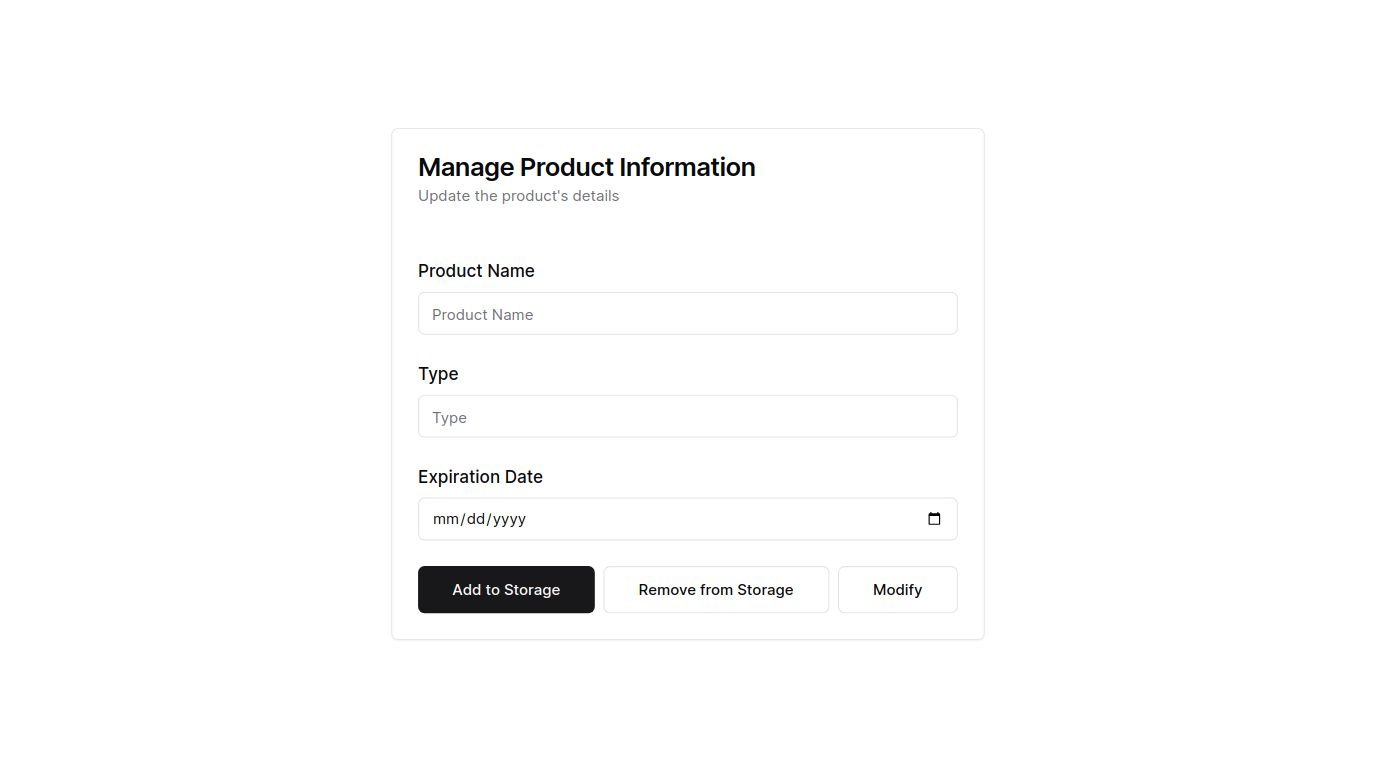 Manage Product Information
Update the product's details
Product Name
Product Name
Type
Type
Expiration Date
mm/dd/yyyy
Add to Storage Remove from Storage Modify